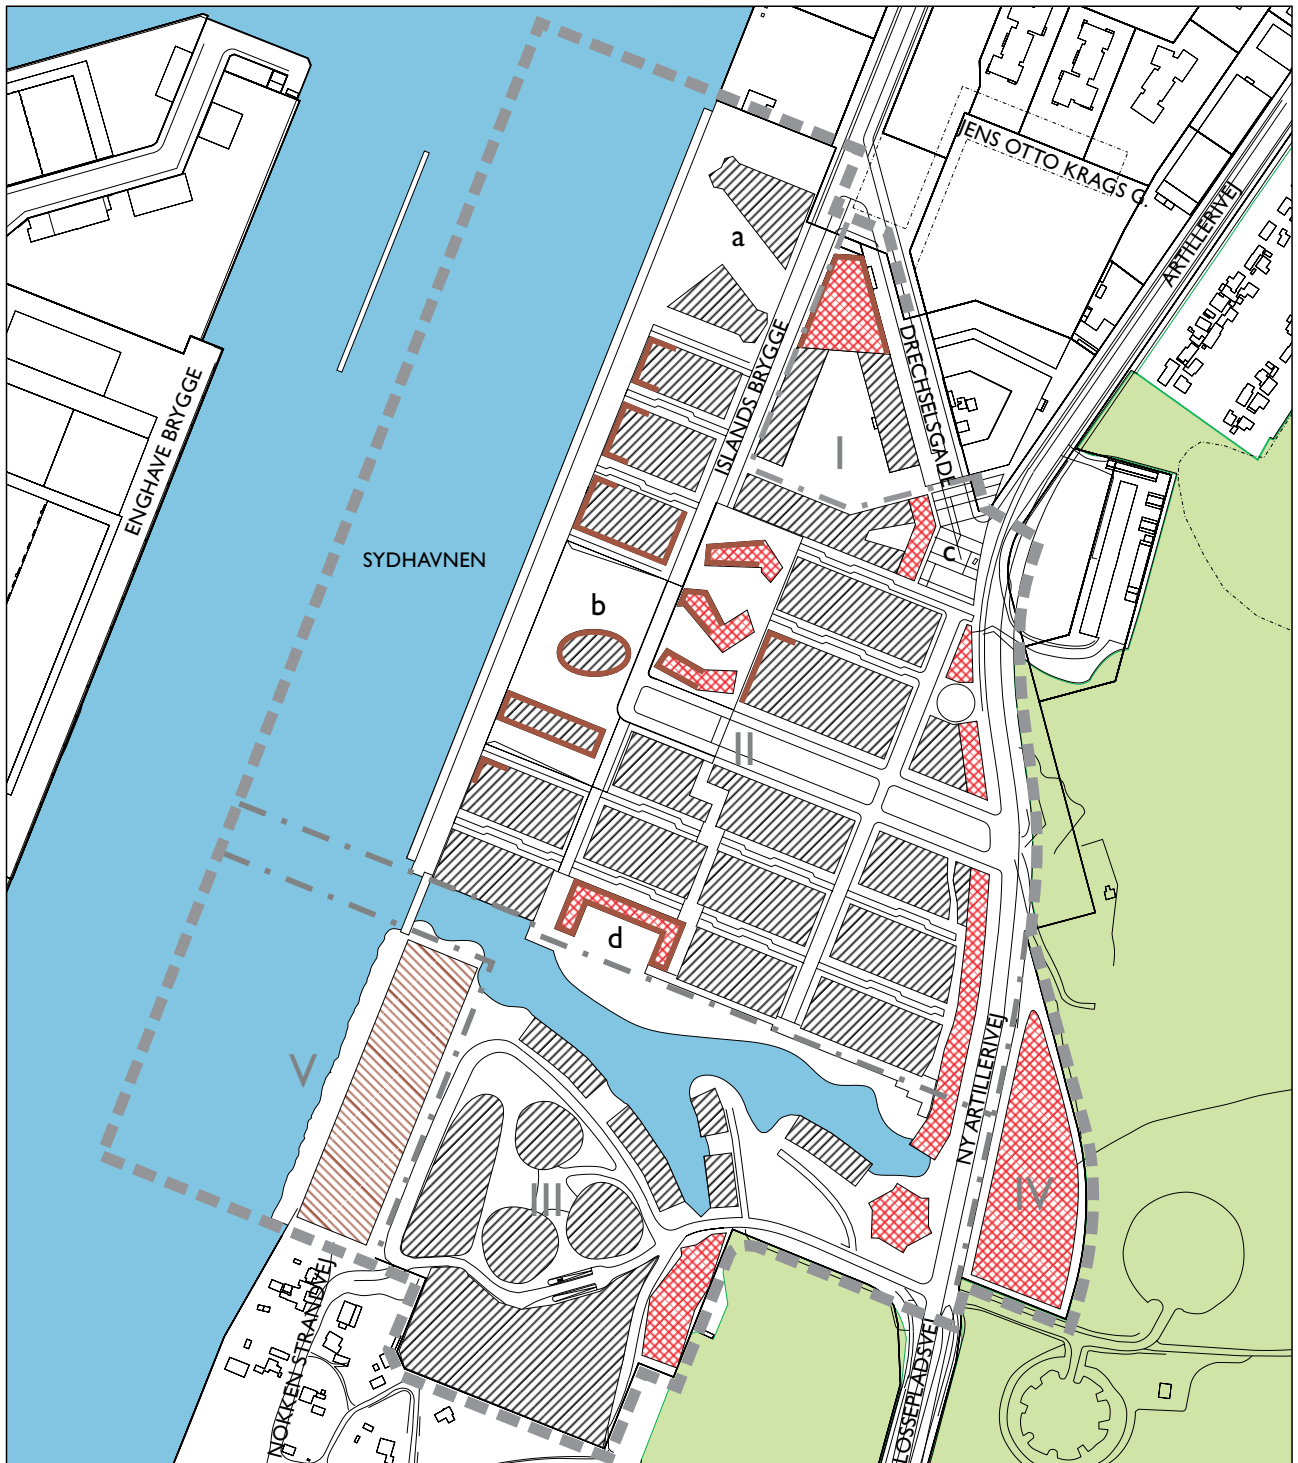 JENS OTTO KRAGS G.
ARTILLERIVEJ
a
ISLANDS BRYGGE
DRECHSELSGADE
ENGHAVE BRYGGE
I
SYDHAVNEN
c
b
II
d
NY ARTILLERIVEJ
V
III
IV
NOKKEN STRANDVEJ
LOSSEPLADSVEJ